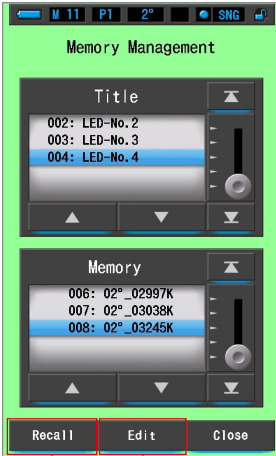 M 11 P1 2° SNG
Memory Management
Title
002: LED-No.2
003: LED-No.3
004: LED-No.4
Memory
006: 02°_02997K
007: 02°_03038K
008: 02°_03245K
Recall Edit Close